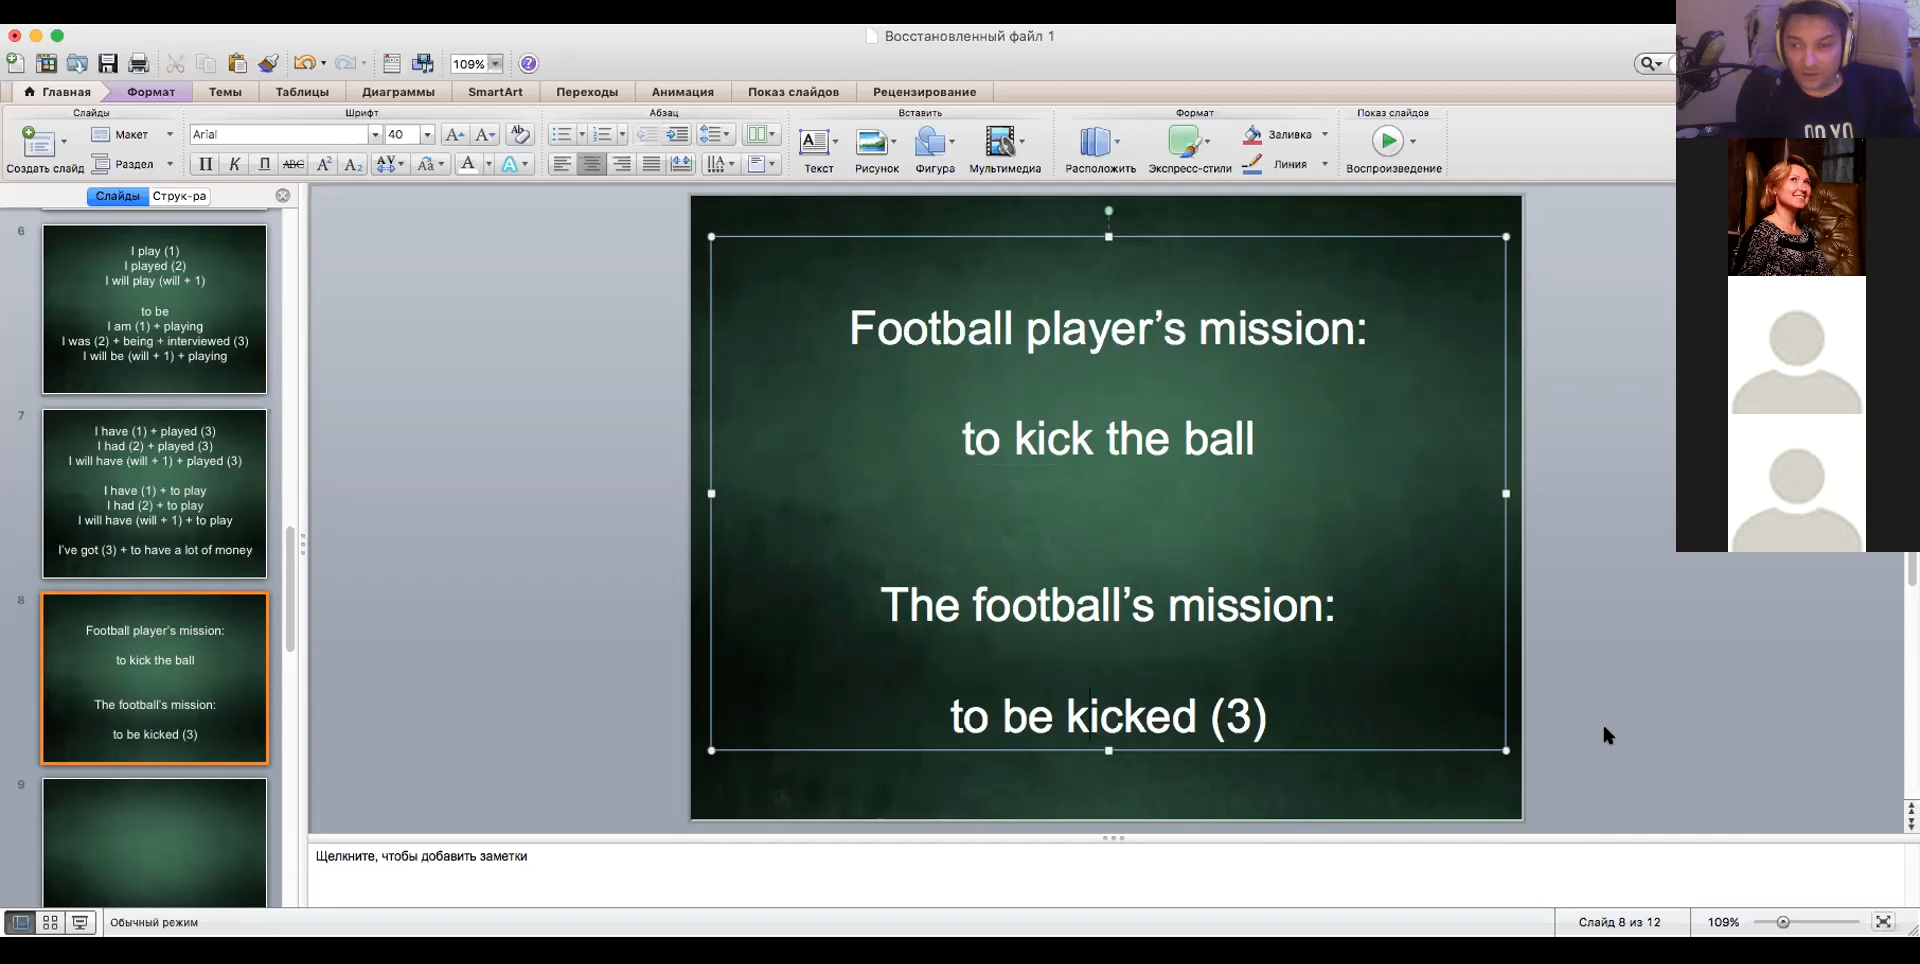 Восстановленный файл 1
109%
Главная
Формат
Темы
Таблицы
Диаграммы
SmartArt
Переходы
Анимация
Показ слайдов
Рецензирование
Слайды
Шрифт
Абзац
Вставить
Формат
Показ слайдов
Создать слайд
Макет
Раздел
Arial
40
Текст
Рисунок
Фигура
Мультимедиа
Расположить
Экспресс-стили
Заливка
Линия
Воспроизведение
Слайды
Струк-ра
6
I play (1)
I played (2)
I will play (will + 1)
to be
I am (1) + playing
I was (2) + being + interviewed (3)
I will be (will + 1) + playing
7
I have (1) + played (3)
I had (2) + played (3)
I will have (will + 1) + played (3)
I have (1) + to play
I had (2) + to play
I will have (will + 1) + to play
I've got (3) + to have a lot of money
8
Football player's mission:
to kick the ball
The football's mission:
to be kicked (3)
9
Football player’s mission:
to kick the ball
The football’s mission:
to be kicked (3)
Щелкните, чтобы добавить заметки
Обычный режим
Слайд 8 из 12
109%